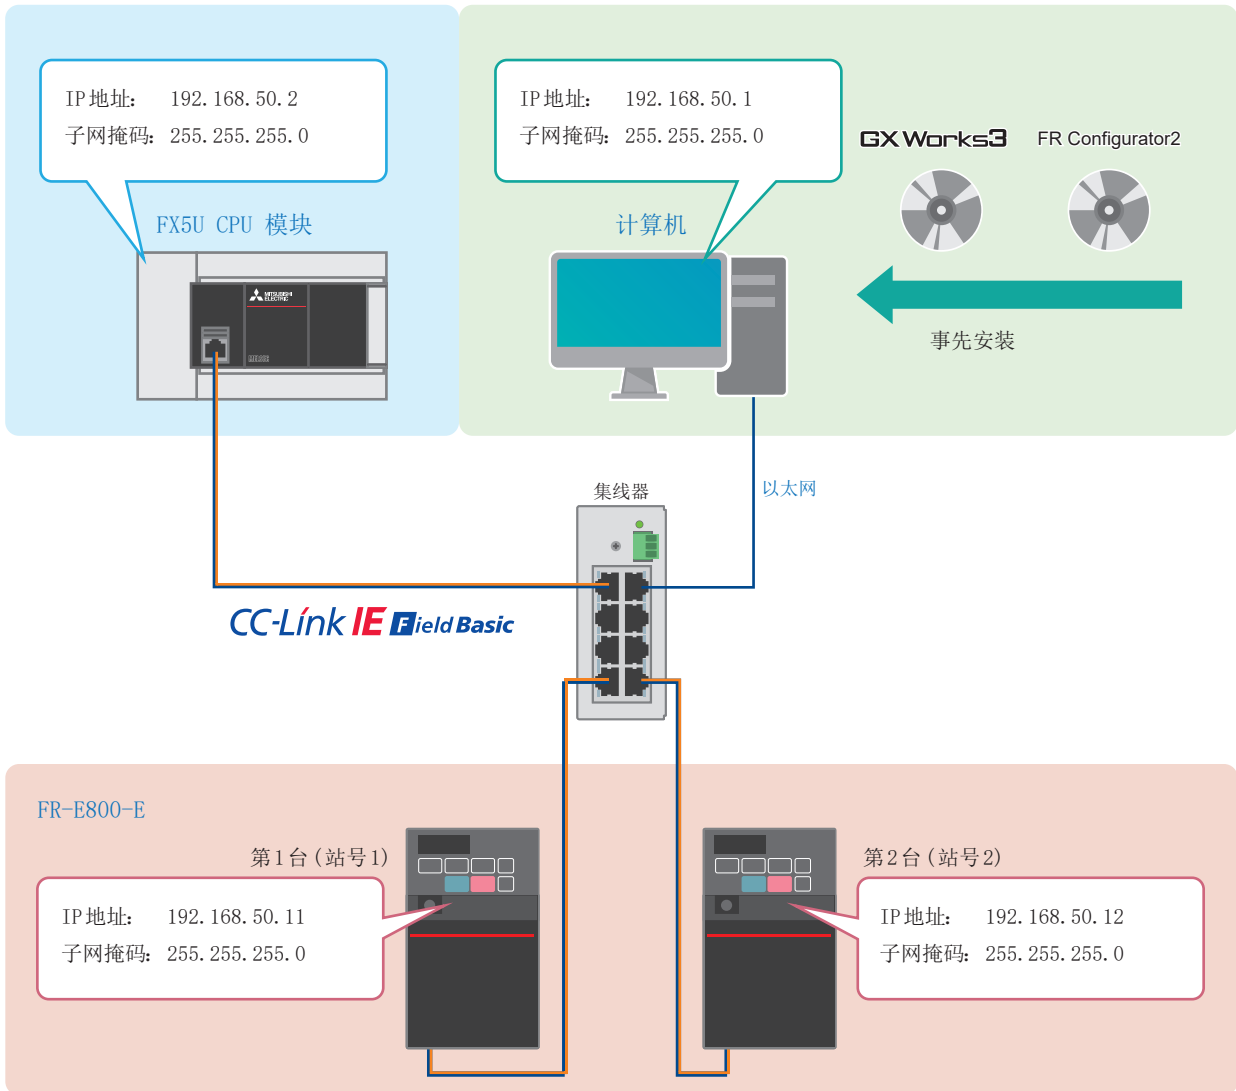 IP地址: 192.168.50.2
子网掩码: 255.255.255.0
FX5U CPU 模块
MITSUBISHI
ELECTRIC
IP地址: 192.168.50.1
子网掩码: 255.255.255.0
计算机
GX Works3
FR Configurator2
事先安装
集线器
以太网
CC-Link IE Field Basic
FR-E800-E
第1台(站号1)
IP地址: 192.168.50.11
子网掩码: 255.255.255.0
第2台(站号2)
IP地址: 192.168.50.12
子网掩码: 255.255.255.0